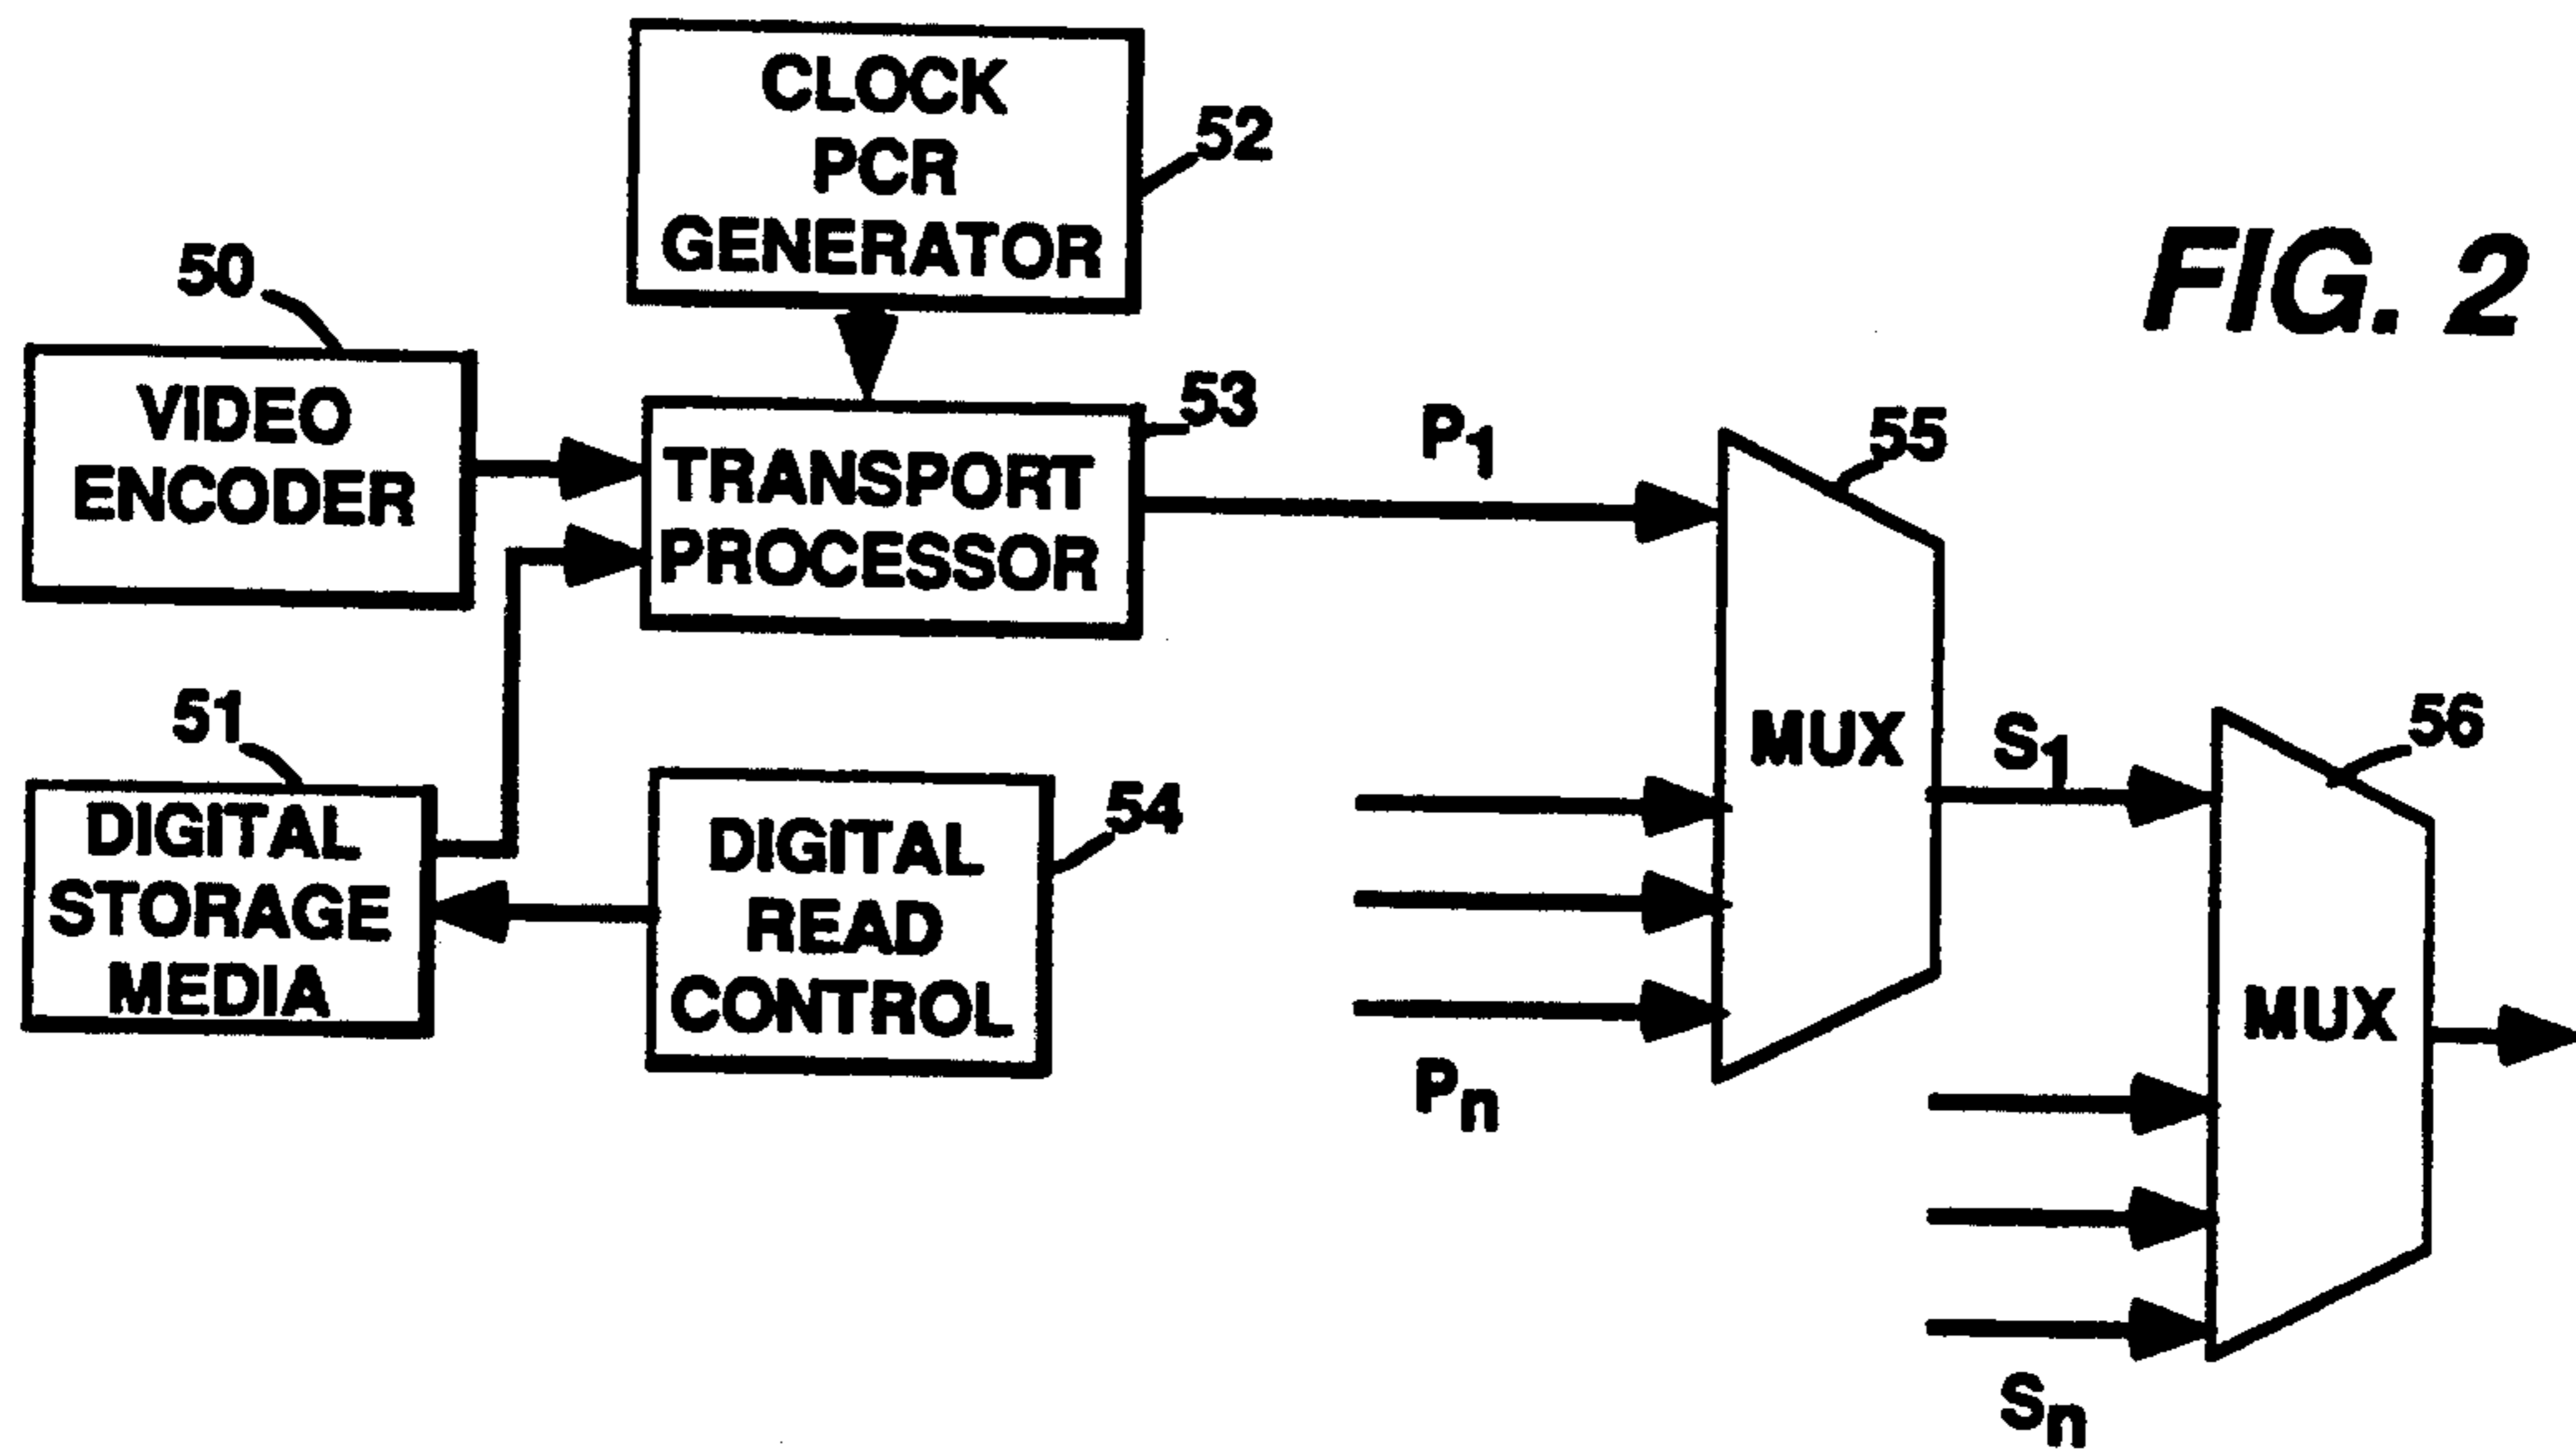 CLOCK
PCR
GENERATOR
52
FIG. 2
50
VIDEO
ENCODER
53
TRANSPORT
PROCESSOR
P1
55
MUX
51
DIGITAL
STORAGE
MEDIA
54
DIGITAL
READ
CONTROL
S1
56
MUX
Pn
Sn